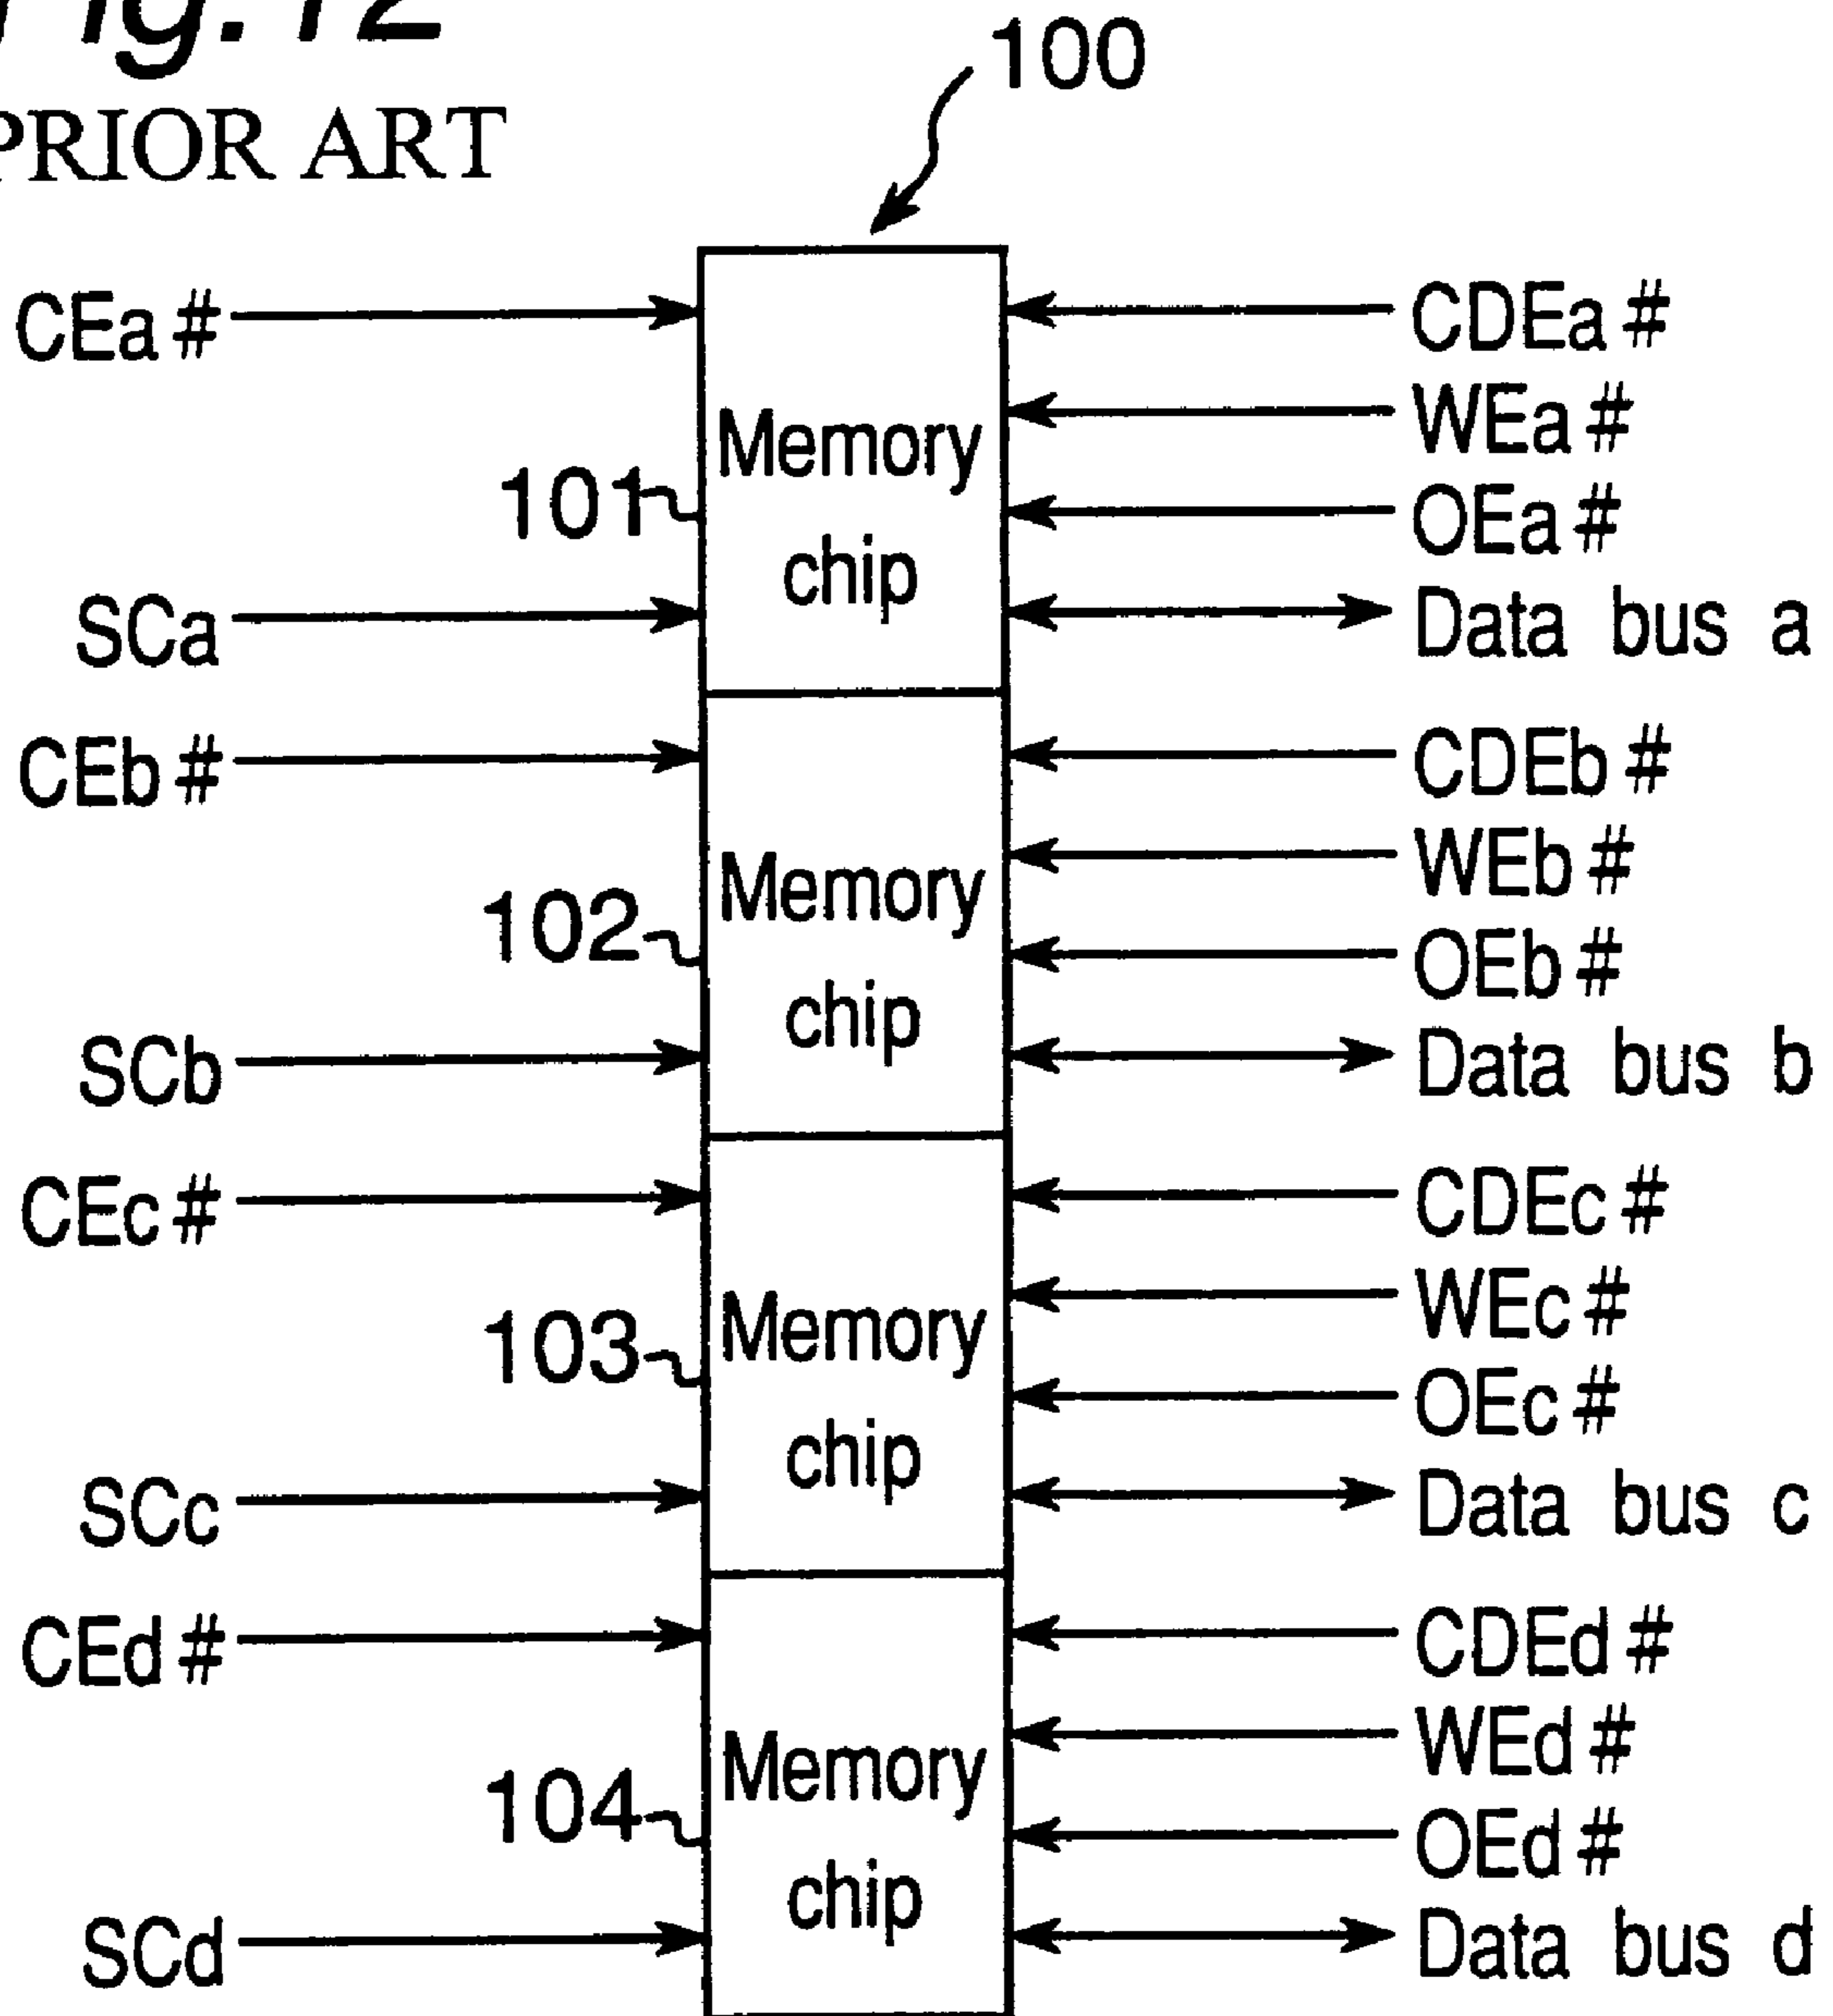 Fig.12
PRIOR ART
100
CEa#
CDEa#
WEa#
Memory
101
OEa#
chip
SCa
Data bus a
CEb#
CDEb#
WEb#
Memory
102
OEb#
chip
SCb
Data bus b
CEc#
CDEc#
WEc#
Memory
103
OEc#
chip
SCc
Data bus c
CEd#
CDEd#
WEd#
Memory
104
OEd#
chip
SCd
Data bus d